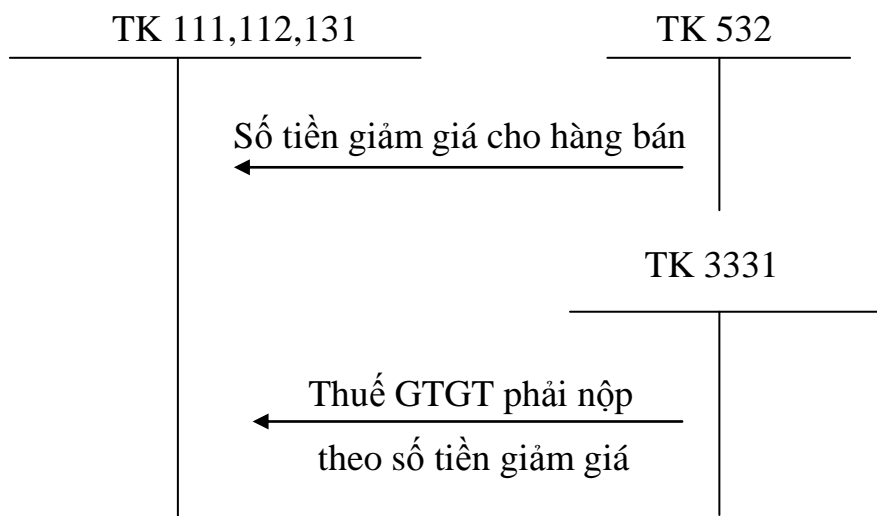 TK 111,112,131
TK 532
Số tiền giảm giá cho hàng bán
TK 3331
Thuế GTGT phải nộp
theo số tiền giảm giá